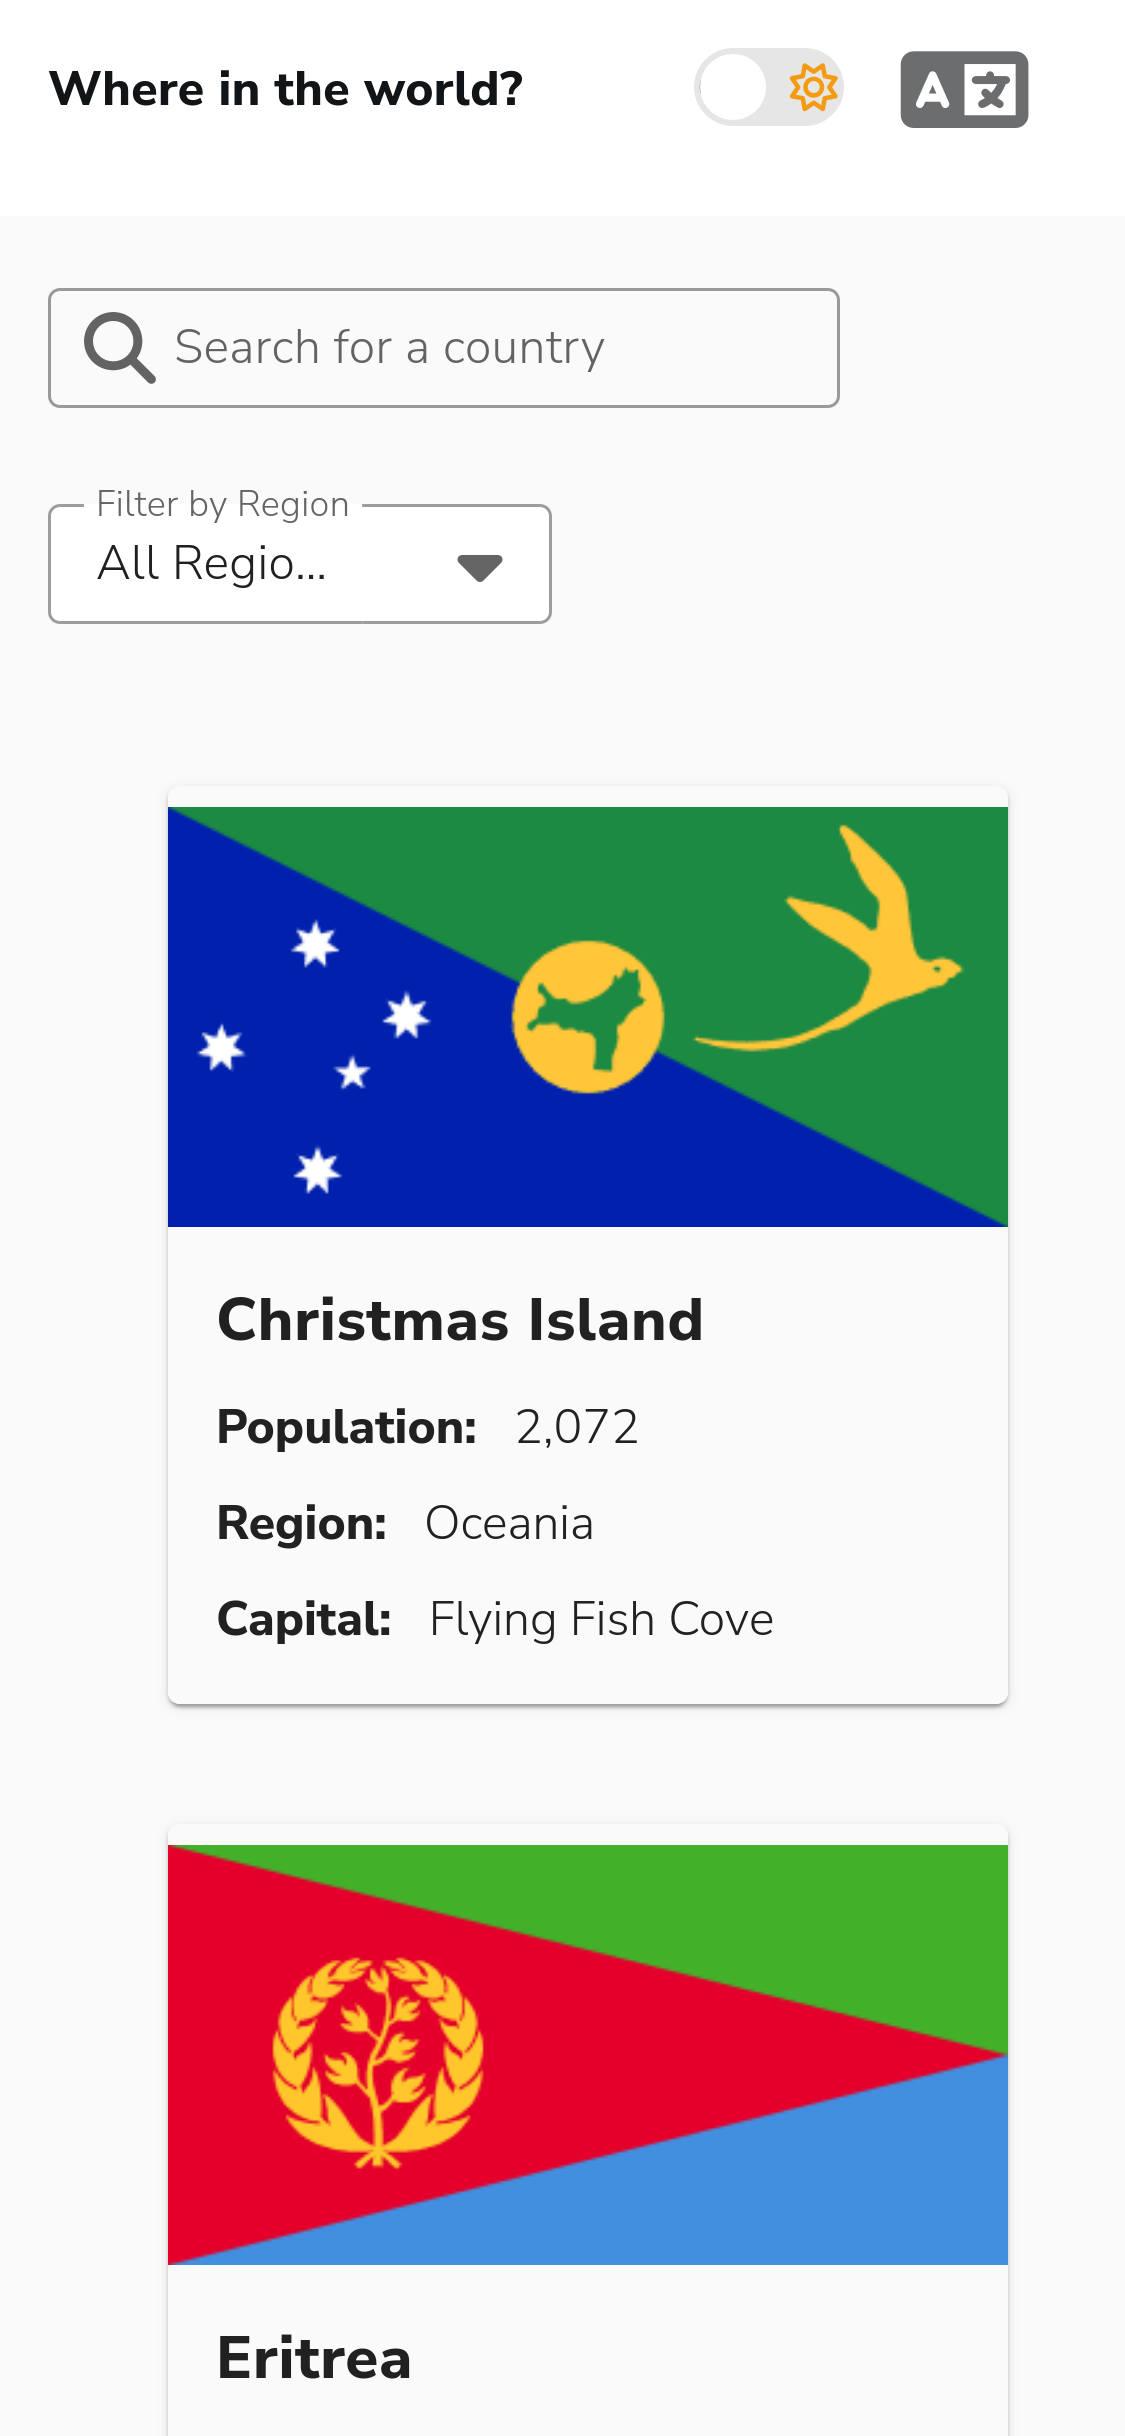 Where in the world?
A 文
Search for a country
Filter by Region
All Regio...
Christmas Island
Population: 2,072
Region: Oceania
Capital: Flying Fish Cove
Eritrea